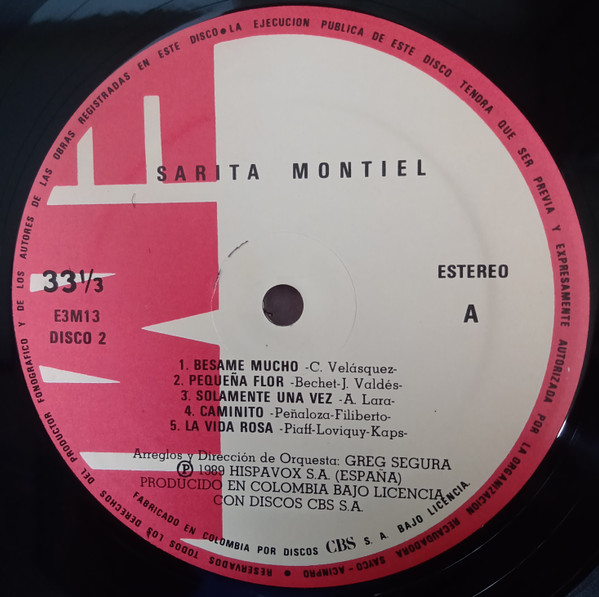 SARITA MONTIEL
33 1/3
E3M13
DISCO 2
ESTEREO
A
1. BESAME MUCHO -C. Velásquez-
2. PEQUEÑA FLOR -Bechet-J. Valdés-
3. SOLAMENTE UNA VEZ -A. Lara-
4. CAMINITO -Peñaloza-Filiberto-
5. LA VIDA ROSA -Piaff-Loviquy-Kaps-
Arreglos y Dirección de Orquesta: GREG SEGURA
Ⓟ 1989 HISPAVOX S.A. (ESPAÑA)
PRODUCIDO EN COLOMBIA BAJO LICENCIA
CON DISCOS CBS S.A.
FABRICADO EN COLOMBIA POR DISCOS CBS S. A. BAJO LICENCIA.
RESERVADOS TODOS LOS DERECHOS DEL PRODUCTOR FONOGRAFICO Y DE LOS AUTORES DE LAS OBRAS REGISTRADAS EN ESTE DISCO • LA EJECUCION PUBLICA DE ESTE DISCO TENDRA QUE SER PREVIA Y EXPRESAMENTE AUTORIZADA POR LA ORGANIZACION RECAUDADORA SAYCO-ACINPRO •